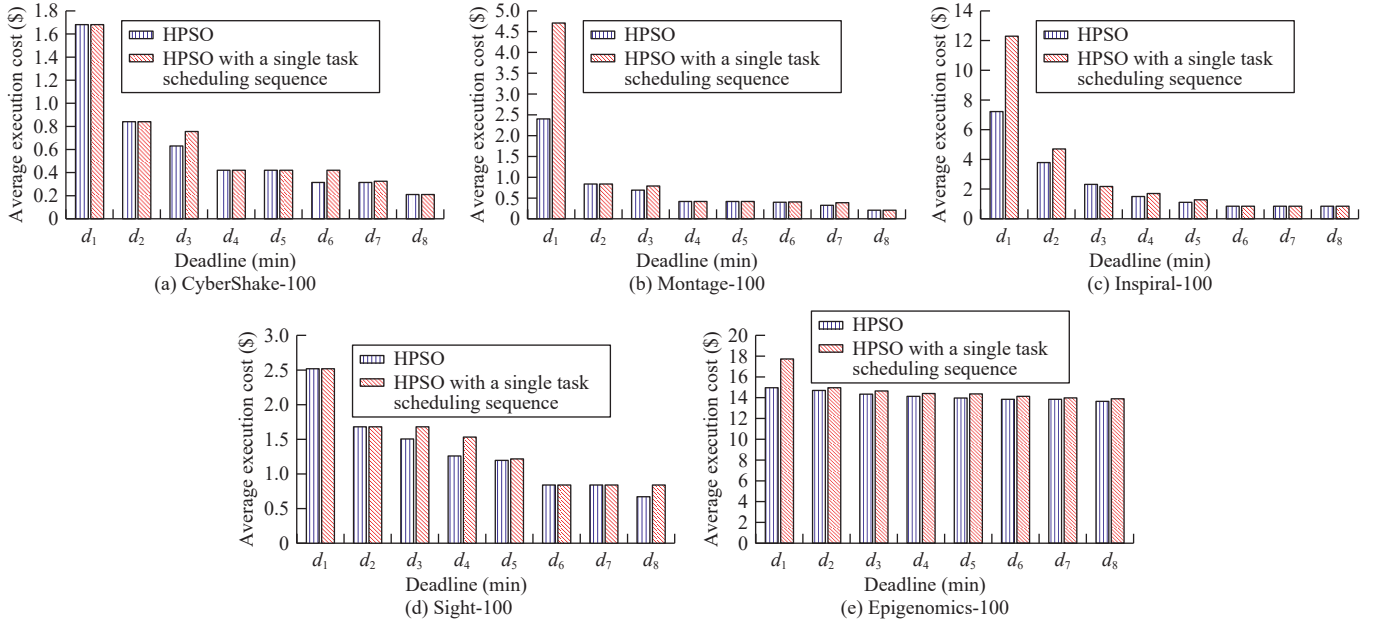 Average execution cost ($)
1.8
1.6
1.4
1.2
1.0
0.8
0.6
0.4
0.2
0
HPSO
HPSO with a single task
scheduling sequence
d1 d2 d3 d4 d5 d6 d7 d8
Deadline (min)
(a) CyberShake-100
Average execution cost ($)
5.0
4.5
4.0
3.5
3.0
2.5
2.0
1.5
1.0
0.5
0
HPSO
HPSO with a single task
scheduling sequence
d1 d2 d3 d4 d5 d6 d7 d8
Deadline (min)
(b) Montage-100
Average execution cost ($)
14
12
10
8
6
4
2
0
HPSO
HPSO with a single task
scheduling sequence
d1 d2 d3 d4 d5 d6 d7 d8
Deadline (min)
(c) Inspiral-100
Average execution cost ($)
3.0
2.5
2.0
1.5
1.0
0.5
0
HPSO
HPSO with a single task
scheduling sequence
d1 d2 d3 d4 d5 d6 d7 d8
Deadline (min)
(d) Sight-100
Average execution cost ($)
20
18
16
14
12
10
8
6
4
2
0
HPSO
HPSO with a single task
scheduling sequence
d1 d2 d3 d4 d5 d6 d7 d8
Deadline (min)
(e) Epigenomics-100